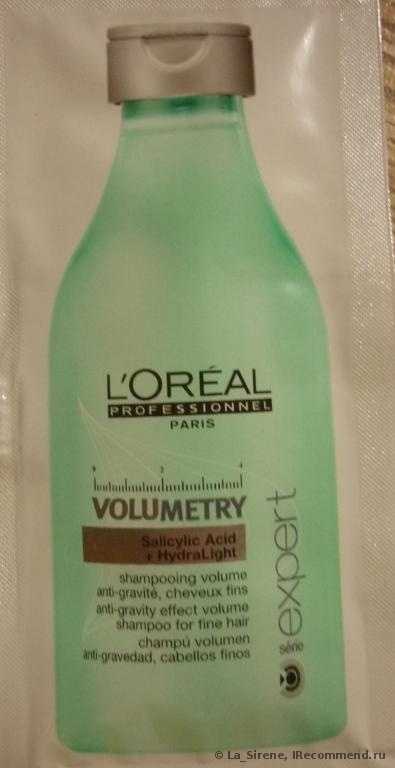 L'ORÉAL
PROFESSIONNEL
PARIS
VOLUMETRY
Salicylic Acid
+ HydraLight
shampooing volume
anti-gravité, cheveux fins
anti-gravity effect volume
shampoo for fine hair
champú volumen
anti-gravedad, cabellos finos
série expert
© La_Sirene, IRecommend.ru